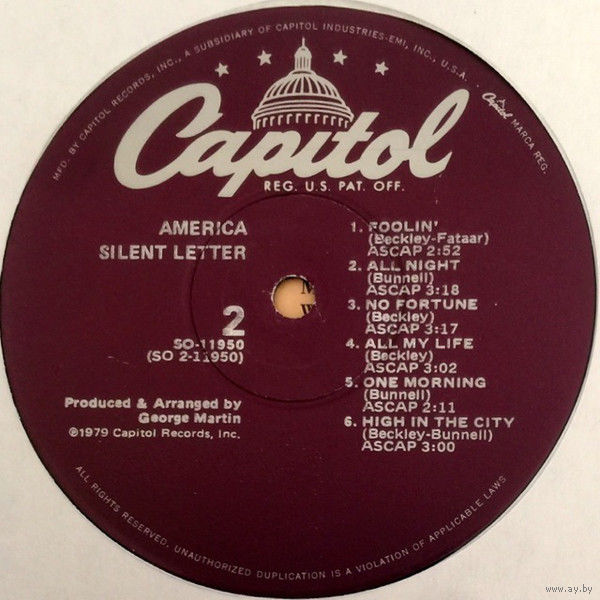 MFD. BY CAPITOL RECORDS, INC., A SUBSIDIARY OF CAPITOL INDUSTRIES-EMI, INC., U.S.A.
Capitol MARCA REG.
Capitol
REG. U.S. PAT. OFF.
AMERICA
SILENT LETTER
2
SO-11950
(SO 2-11950)
Produced & Arranged by
George Martin
℗1979 Capitol Records, Inc.
1. FOOLIN'
(Beckley-Fataar)
ASCAP 2:52
2. ALL NIGHT
(Bunnell)
ASCAP 3:18
3. NO FORTUNE
(Beckley)
ASCAP 3:17
4. ALL MY LIFE
(Beckley)
ASCAP 3:02
5. ONE MORNING
(Bunnell)
ASCAP 2:11
6. HIGH IN THE CITY
(Beckley-Bunnell)
ASCAP 3:00
ALL RIGHTS RESERVED. UNAUTHORIZED DUPLICATION IS A VIOLATION OF APPLICABLE LAWS
www.ay.by